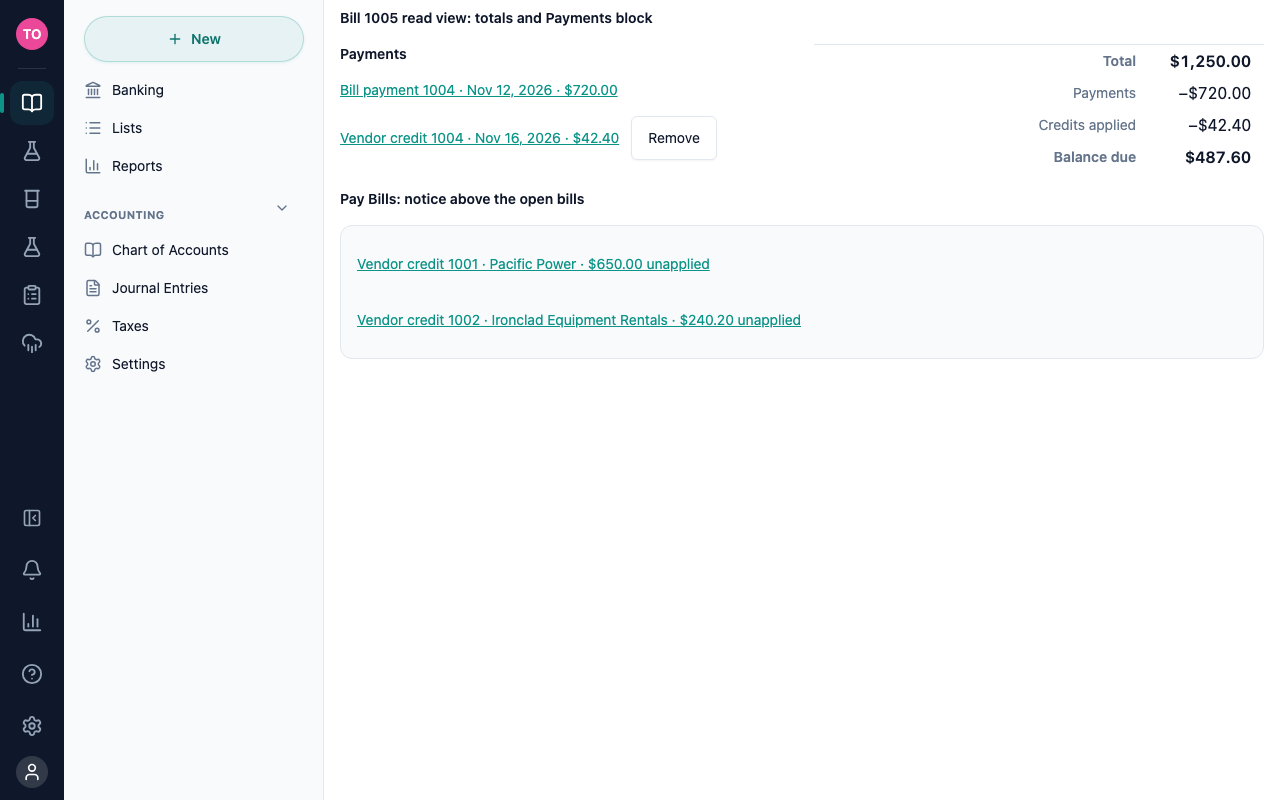 TO
New
Banking
Lists
Reports
ACCOUNTING
Chart of Accounts
Journal Entries
Taxes
Settings
Bill 1005 read view: totals and Payments block
Payments
Bill payment 1004 · Nov 12, 2026 · $720.00
Vendor credit 1004 · Nov 16, 2026 · $42.40 Remove
Total $1,250.00
Payments –$720.00
Credits applied –$42.40
Balance due $487.60
Pay Bills: notice above the open bills
Vendor credit 1001 · Pacific Power · $650.00 unapplied
Vendor credit 1002 · Ironclad Equipment Rentals · $240.20 unapplied